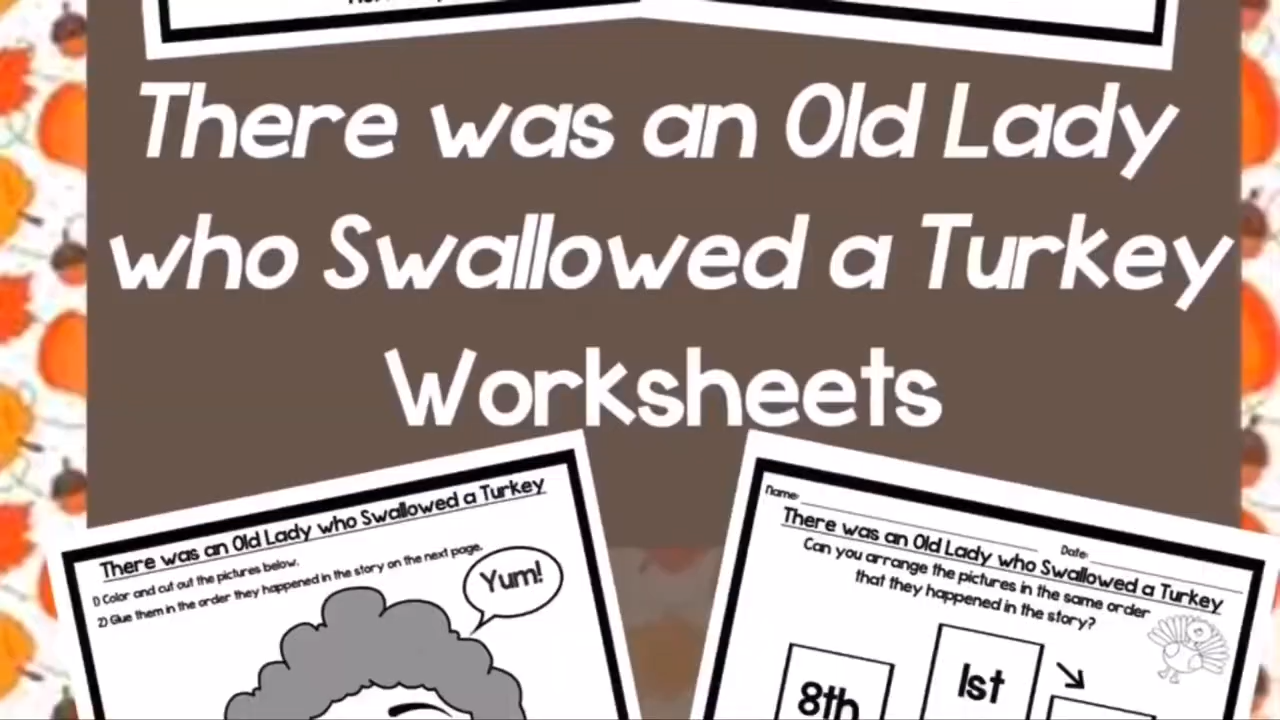 There was an Old Lady
who Swallowed a Turkey
Worksheets
There was an Old Lady who Swallowed a Turkey
1) Color and cut out the pictures below.
2) Glue them in the order they happened in the story on the next page.
Yum!
Name:
Date:
There was an Old Lady who Swallowed a Turkey
Can you arrange the pictures in the same order
that they happened in the story?
8th
1st